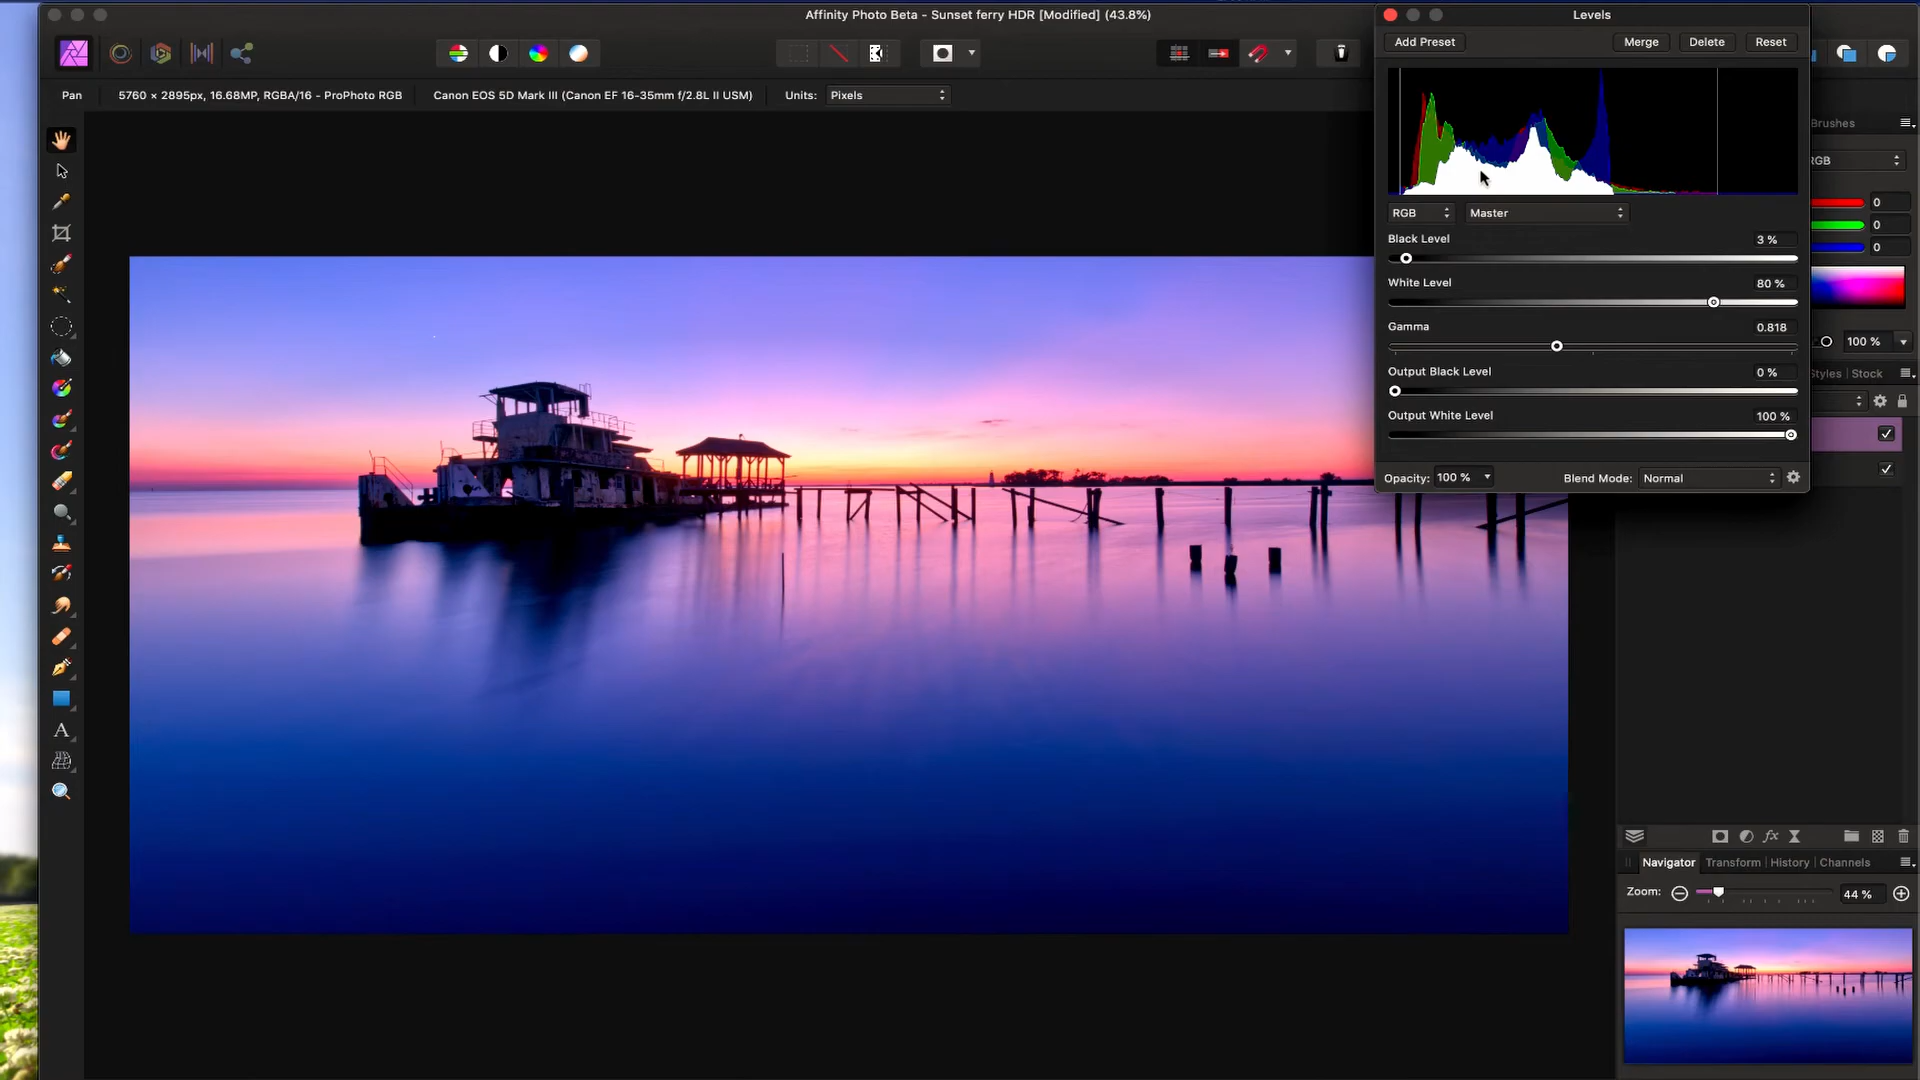 Affinity Photo Beta - Sunset ferry HDR [Modified] (43.8%)
Levels
Add Preset
Merge
Delete
Reset
Pan
5760 × 2895px, 16.68MP, RGBA/16 - ProPhoto RGB
Canon EOS 5D Mark III (Canon EF 16-35mm f/2.8L II USM)
Units:
Pixels
Brushes
RGB
Master
Black Level
3 %
White Level
80 %
Gamma
0.818
Output Black Level
0 %
Output White Level
100 %
Opacity:
100 %
Blend Mode:
Normal
GB
0
0
0
100 %
Styles
Stock
A
fx
Navigator
Transform
History
Channels
Zoom:
44 %